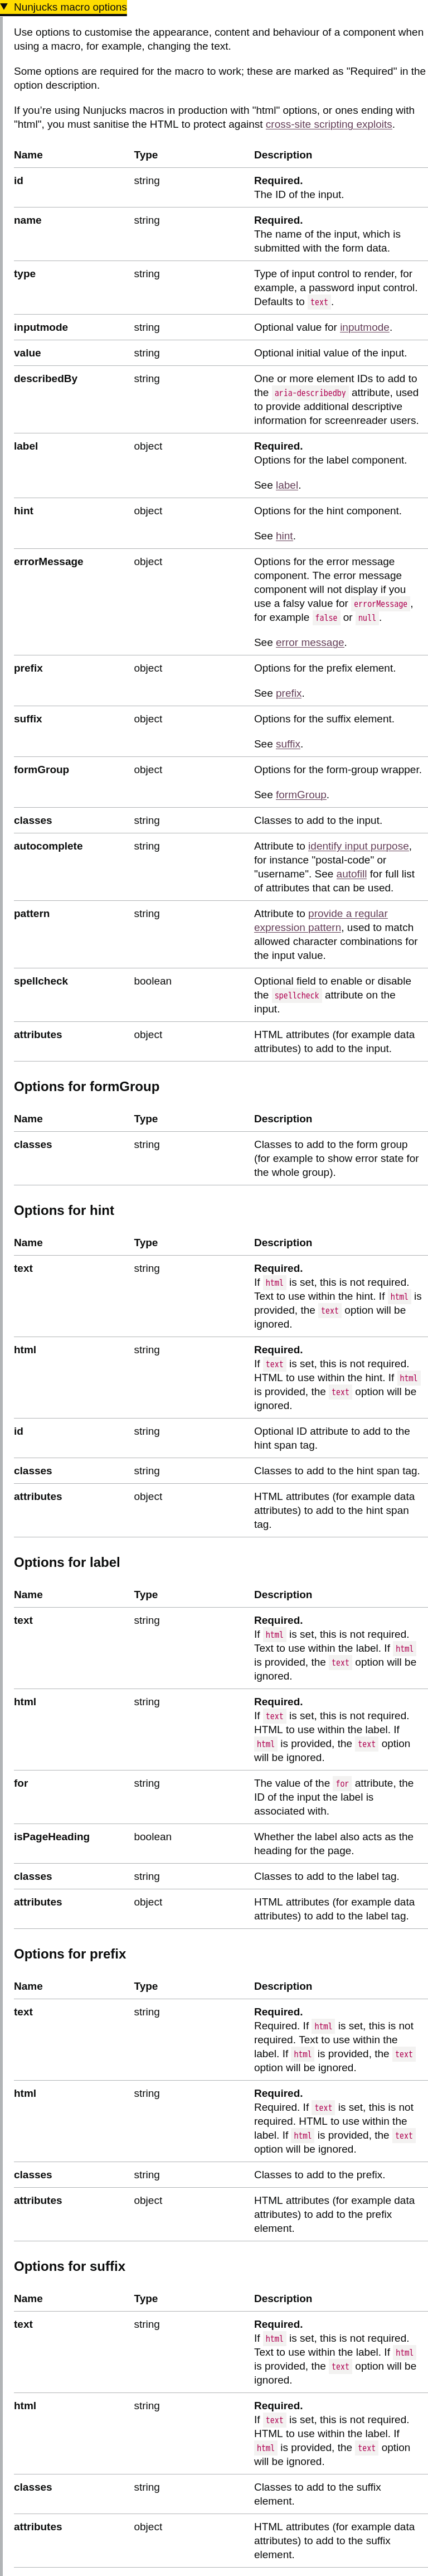 ▼ Nunjucks macro options
Use options to customise the appearance, content and behaviour of a component when
using a macro, for example, changing the text.
Some options are required for the macro to work; these are marked as "Required" in the
option description.
If you're using Nunjucks macros in production with "html" options, or ones ending with
"html", you must sanitise the HTML to protect against cross-site scripting exploits.
Name Type Description
id string Required.
The ID of the input.
name string Required.
The name of the input, which is
submitted with the form data.
type string Type of input control to render, for
example, a password input control.
Defaults to text.
inputmode string Optional value for inputmode.
value string Optional initial value of the input.
describedBy string One or more element IDs to add to
the aria-describedby attribute, used
to provide additional descriptive
information for screenreader users.
label object Required.
Options for the label component.
See label.
hint object Options for the hint component.
See hint.
errorMessage object Options for the error message
component. The error message
component will not display if you
use a falsy value for errorMessage,
for example false or null.
See error message.
prefix object Options for the prefix element.
See prefix.
suffix object Options for the suffix element.
See suffix.
formGroup object Options for the form-group wrapper.
See formGroup.
classes string Classes to add to the input.
autocomplete string Attribute to identify input purpose,
for instance "postal-code" or
"username". See autofill for full list
of attributes that can be used.
pattern string Attribute to provide a regular
expression pattern, used to match
allowed character combinations for
the input value.
spellcheck boolean Optional field to enable or disable
the spellcheck attribute on the
input.
attributes object HTML attributes (for example data
attributes) to add to the input.
Options for formGroup
Name Type Description
classes string Classes to add to the form group
(for example to show error state for
the whole group).
Options for hint
Name Type Description
text string Required.
If html is set, this is not required.
Text to use within the hint. If html is
provided, the text option will be
ignored.
html string Required.
If text is set, this is not required.
HTML to use within the hint. If html
is provided, the text option will be
ignored.
id string Optional ID attribute to add to the
hint span tag.
classes string Classes to add to the hint span tag.
attributes object HTML attributes (for example data
attributes) to add to the hint span
tag.
Options for label
Name Type Description
text string Required.
If html is set, this is not required.
Text to use within the label. If html
is provided, the text option will be
ignored.
html string Required.
If text is set, this is not required.
HTML to use within the label. If
html is provided, the text option
will be ignored.
for string The value of the for attribute, the
ID of the input the label is
associated with.
isPageHeading boolean Whether the label also acts as the
heading for the page.
classes string Classes to add to the label tag.
attributes object HTML attributes (for example data
attributes) to add to the label tag.
Options for prefix
Name Type Description
text string Required.
Required. If html is set, this is not
required. Text to use within the
label. If html is provided, the text
option will be ignored.
html string Required.
Required. If text is set, this is not
required. HTML to use within the
label. If html is provided, the text
option will be ignored.
classes string Classes to add to the prefix.
attributes object HTML attributes (for example data
attributes) to add to the prefix
element.
Options for suffix
Name Type Description
text string Required.
If html is set, this is not required.
Text to use within the label. If html
is provided, the text option will be
ignored.
html string Required.
If text is set, this is not required.
HTML to use within the label. If
html is provided, the text option
will be ignored.
classes string Classes to add to the suffix
element.
attributes object HTML attributes (for example data
attributes) to add to the suffix
element.